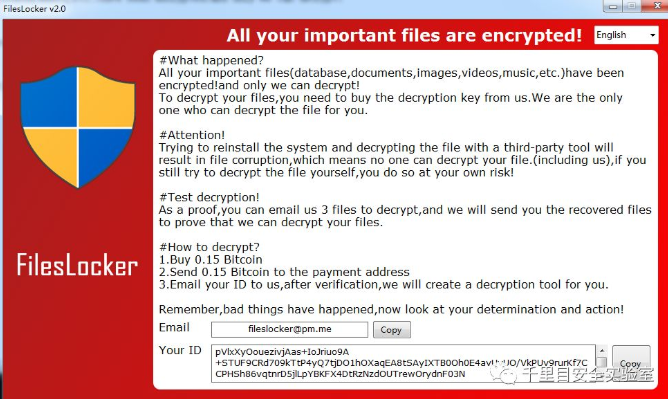 FilesLocker v2.0
All your important files are encrypted!
English
#What happened?
All your important files(database,documents,images,videos,music,etc.)have been
encrypted!and only we can decrypt!
To decrypt your files,you need to buy the decryption key from us.We are the only
one who can decrypt the file for you.
#Attention!
Trying to reinstall the system and decrypting the file with a third-party tool will
result in file corruption,which means no one can decrypt your file.(including us),if you
still try to decrypt the file yourself,you do so at your own risk!
#Test decryption!
As a proof,you can email us 3 files to decrypt,and we will send you the recovered files
to prove that we can decrypt your files.
#How to decrypt?
1.Buy 0.15 Bitcoin
2.Send 0.15 Bitcoin to the payment address
3.Email your ID to us,after verification,we will create a decryption tool for you.
Remember,bad things have happened,now look at your determination and action!
FilesLocker
Email
fileslocker@pm.me
Copy
Your ID
pVlxXyOouezivjAas+IoJriuo9A
Copy
千里目安全实验室